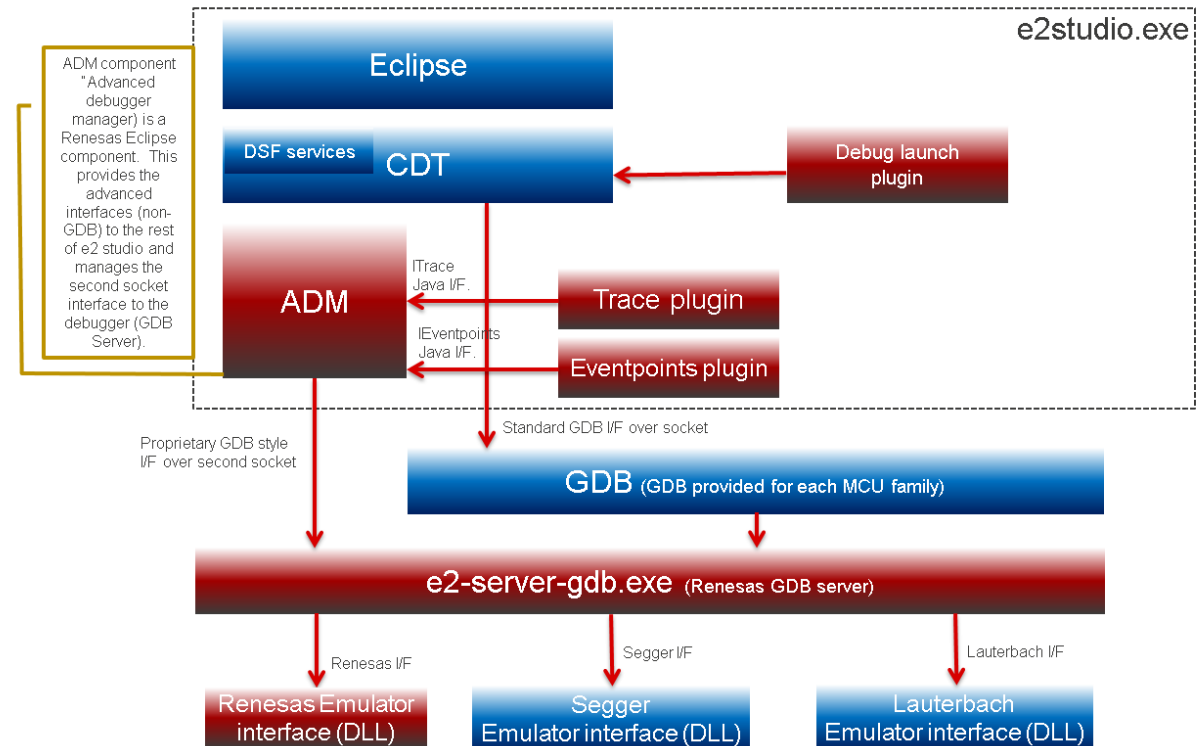 e2studio.exe
ADM component
"Advanced
debugger
manager) is a
Renesas Eclipse
component. This
provides the
advanced
interfaces (non-
GDB) to the rest
of e2 studio and
manages the
second socket
interface to the
debugger (GDB
Server).
Eclipse
DSF services
CDT
Debug launch
plugin
ADM
ITrace
Java I/F.
Trace plugin
IEventpoints
Java I/F.
Eventpoints plugin
Proprietary GDB style
I/F over second socket
Standard GDB I/F over socket
GDB (GDB provided for each MCU family)
e2-server-gdb.exe (Renesas GDB server)
Renesas I/F
Segger I/F
Lauterbach I/F
Renesas Emulator
interface (DLL)
Segger
Emulator interface (DLL)
Lauterbach
Emulator interface (DLL)